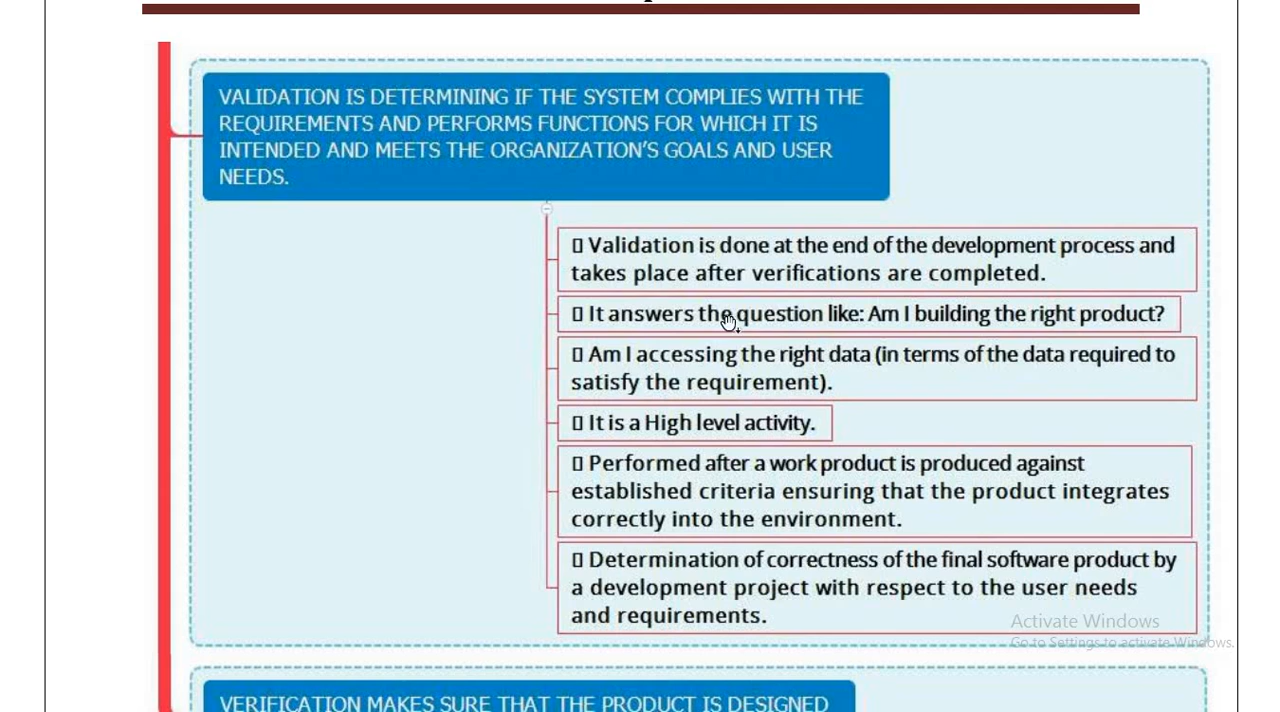 VALIDATION IS DETERMINING IF THE SYSTEM COMPLIES WITH THE
REQUIREMENTS AND PERFORMS FUNCTIONS FOR WHICH IT IS
INTENDED AND MEETS THE ORGANIZATION'S GOALS AND USER
NEEDS.
▯ Validation is done at the end of the development process and
takes place after verifications are completed.
▯ It answers the question like: Am I building the right product?
▯ Am I accessing the right data (in terms of the data required to
satisfy the requirement).
▯ It is a High level activity.
▯ Performed after a work product is produced against
established criteria ensuring that the product integrates
correctly into the environment.
▯ Determination of correctness of the final software product by
a development project with respect to the user needs
and requirements.
Activate Windows
Go to Settings to activate Windows.
VERIFICATION MAKES SURE THAT THE PRODUCT IS DESIGNED